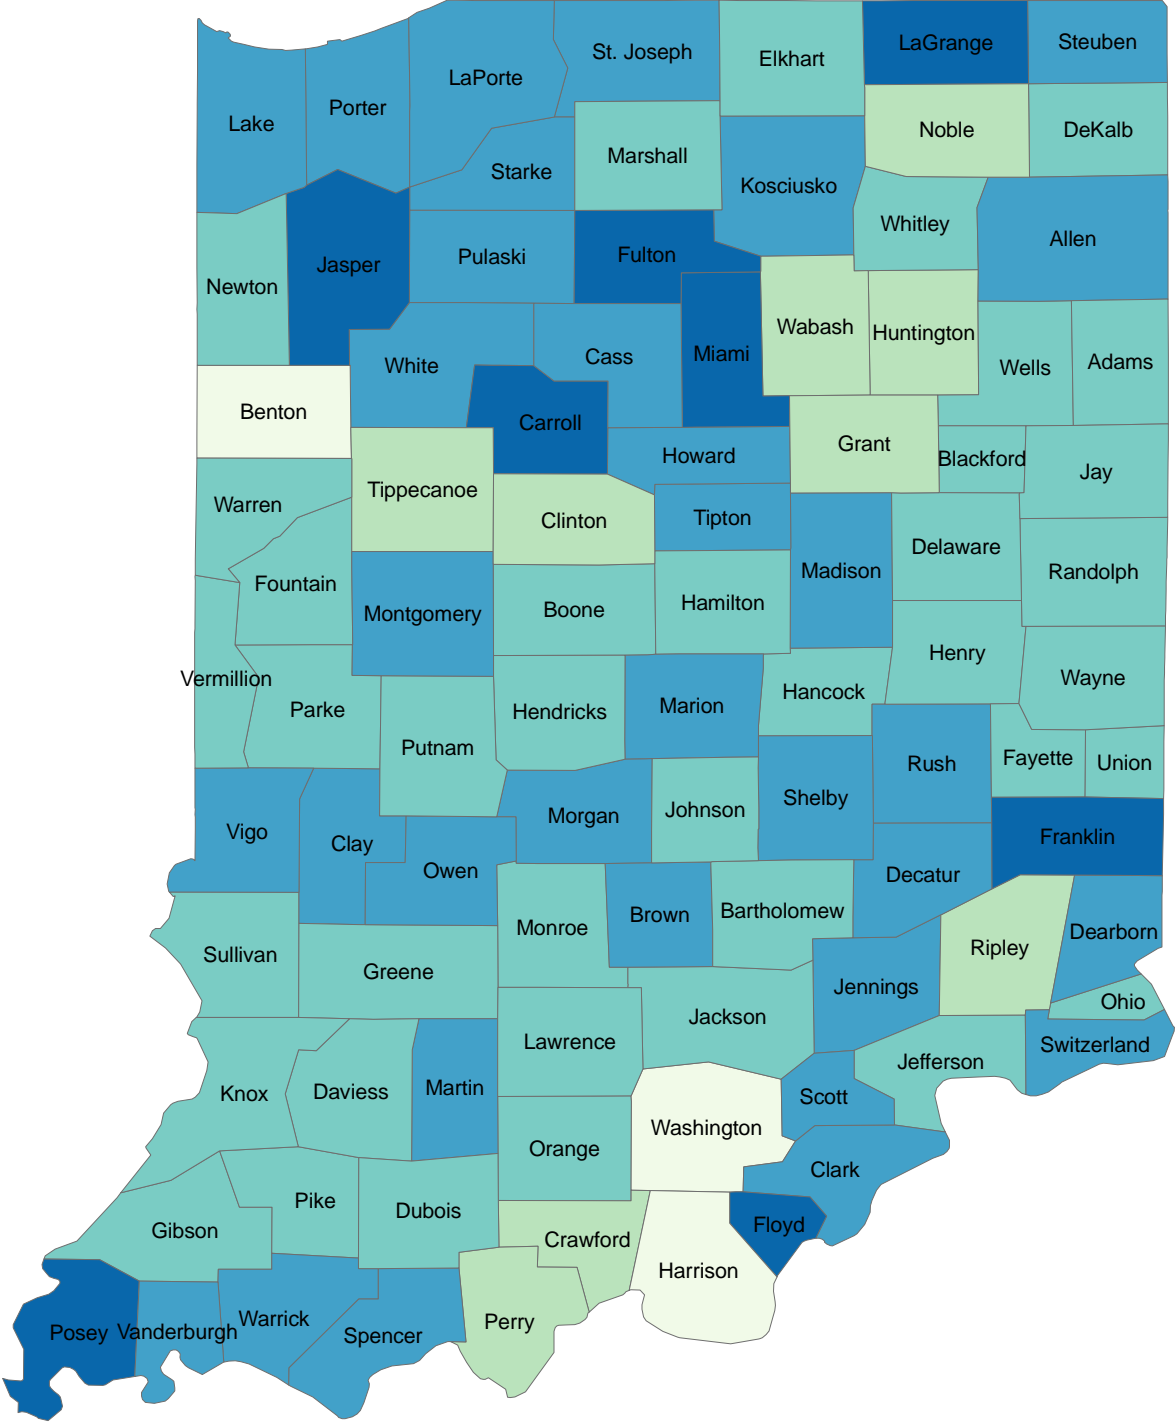 LaGrange
Steuben
St. Joseph
Elkhart
LaPorte
Porter
Lake
Noble
DeKalb
Marshall
Starke
Kosciusko
Whitley
Allen
Fulton
Pulaski
Jasper
Newton
Wabash
Huntington
Miami
Cass
White
Wells
Adams
Benton
Carroll
Grant
Howard
Blackford
Jay
Tippecanoe
Warren
Clinton
Tipton
Delaware
Madison
Randolph
Fountain
Montgomery
Boone
Hamilton
Henry
Wayne
Vermillion
Hancock
Marion
Parke
Hendricks
Putnam
Fayette
Union
Rush
Shelby
Johnson
Morgan
Vigo
Clay
Franklin
Owen
Decatur
Brown
Bartholomew
Monroe
Dearborn
Ripley
Sullivan
Greene
Jennings
Ohio
Jackson
Lawrence
Switzerland
Jefferson
Martin
Daviess
Knox
Scott
Washington
Orange
Clark
Pike
Dubois
Gibson
Floyd
Crawford
Harrison
Warrick
Perry
Posey
Vanderburgh
Spencer